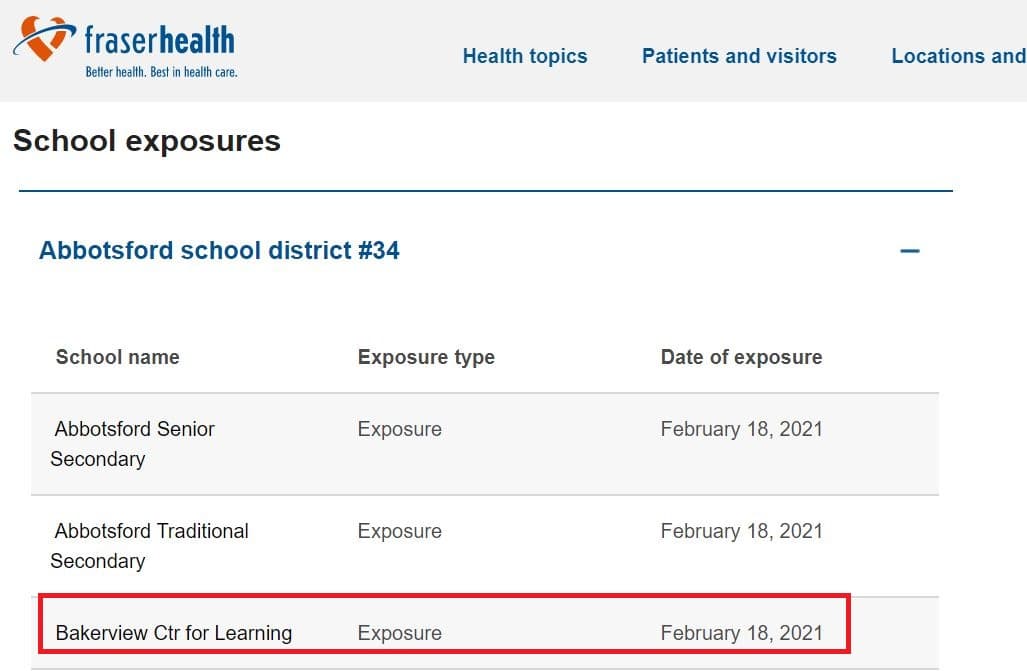 fraserhealth
Better health. Best in health care.
Health topics Patients and visitors Locations and
School exposures
Abbotsford school district #34
School name Exposure type Date of exposure
Abbotsford Senior Exposure February 18, 2021
Secondary
Abbotsford Traditional Exposure February 18, 2021
Secondary
Bakerview Ctr for Learning Exposure February 18, 2021